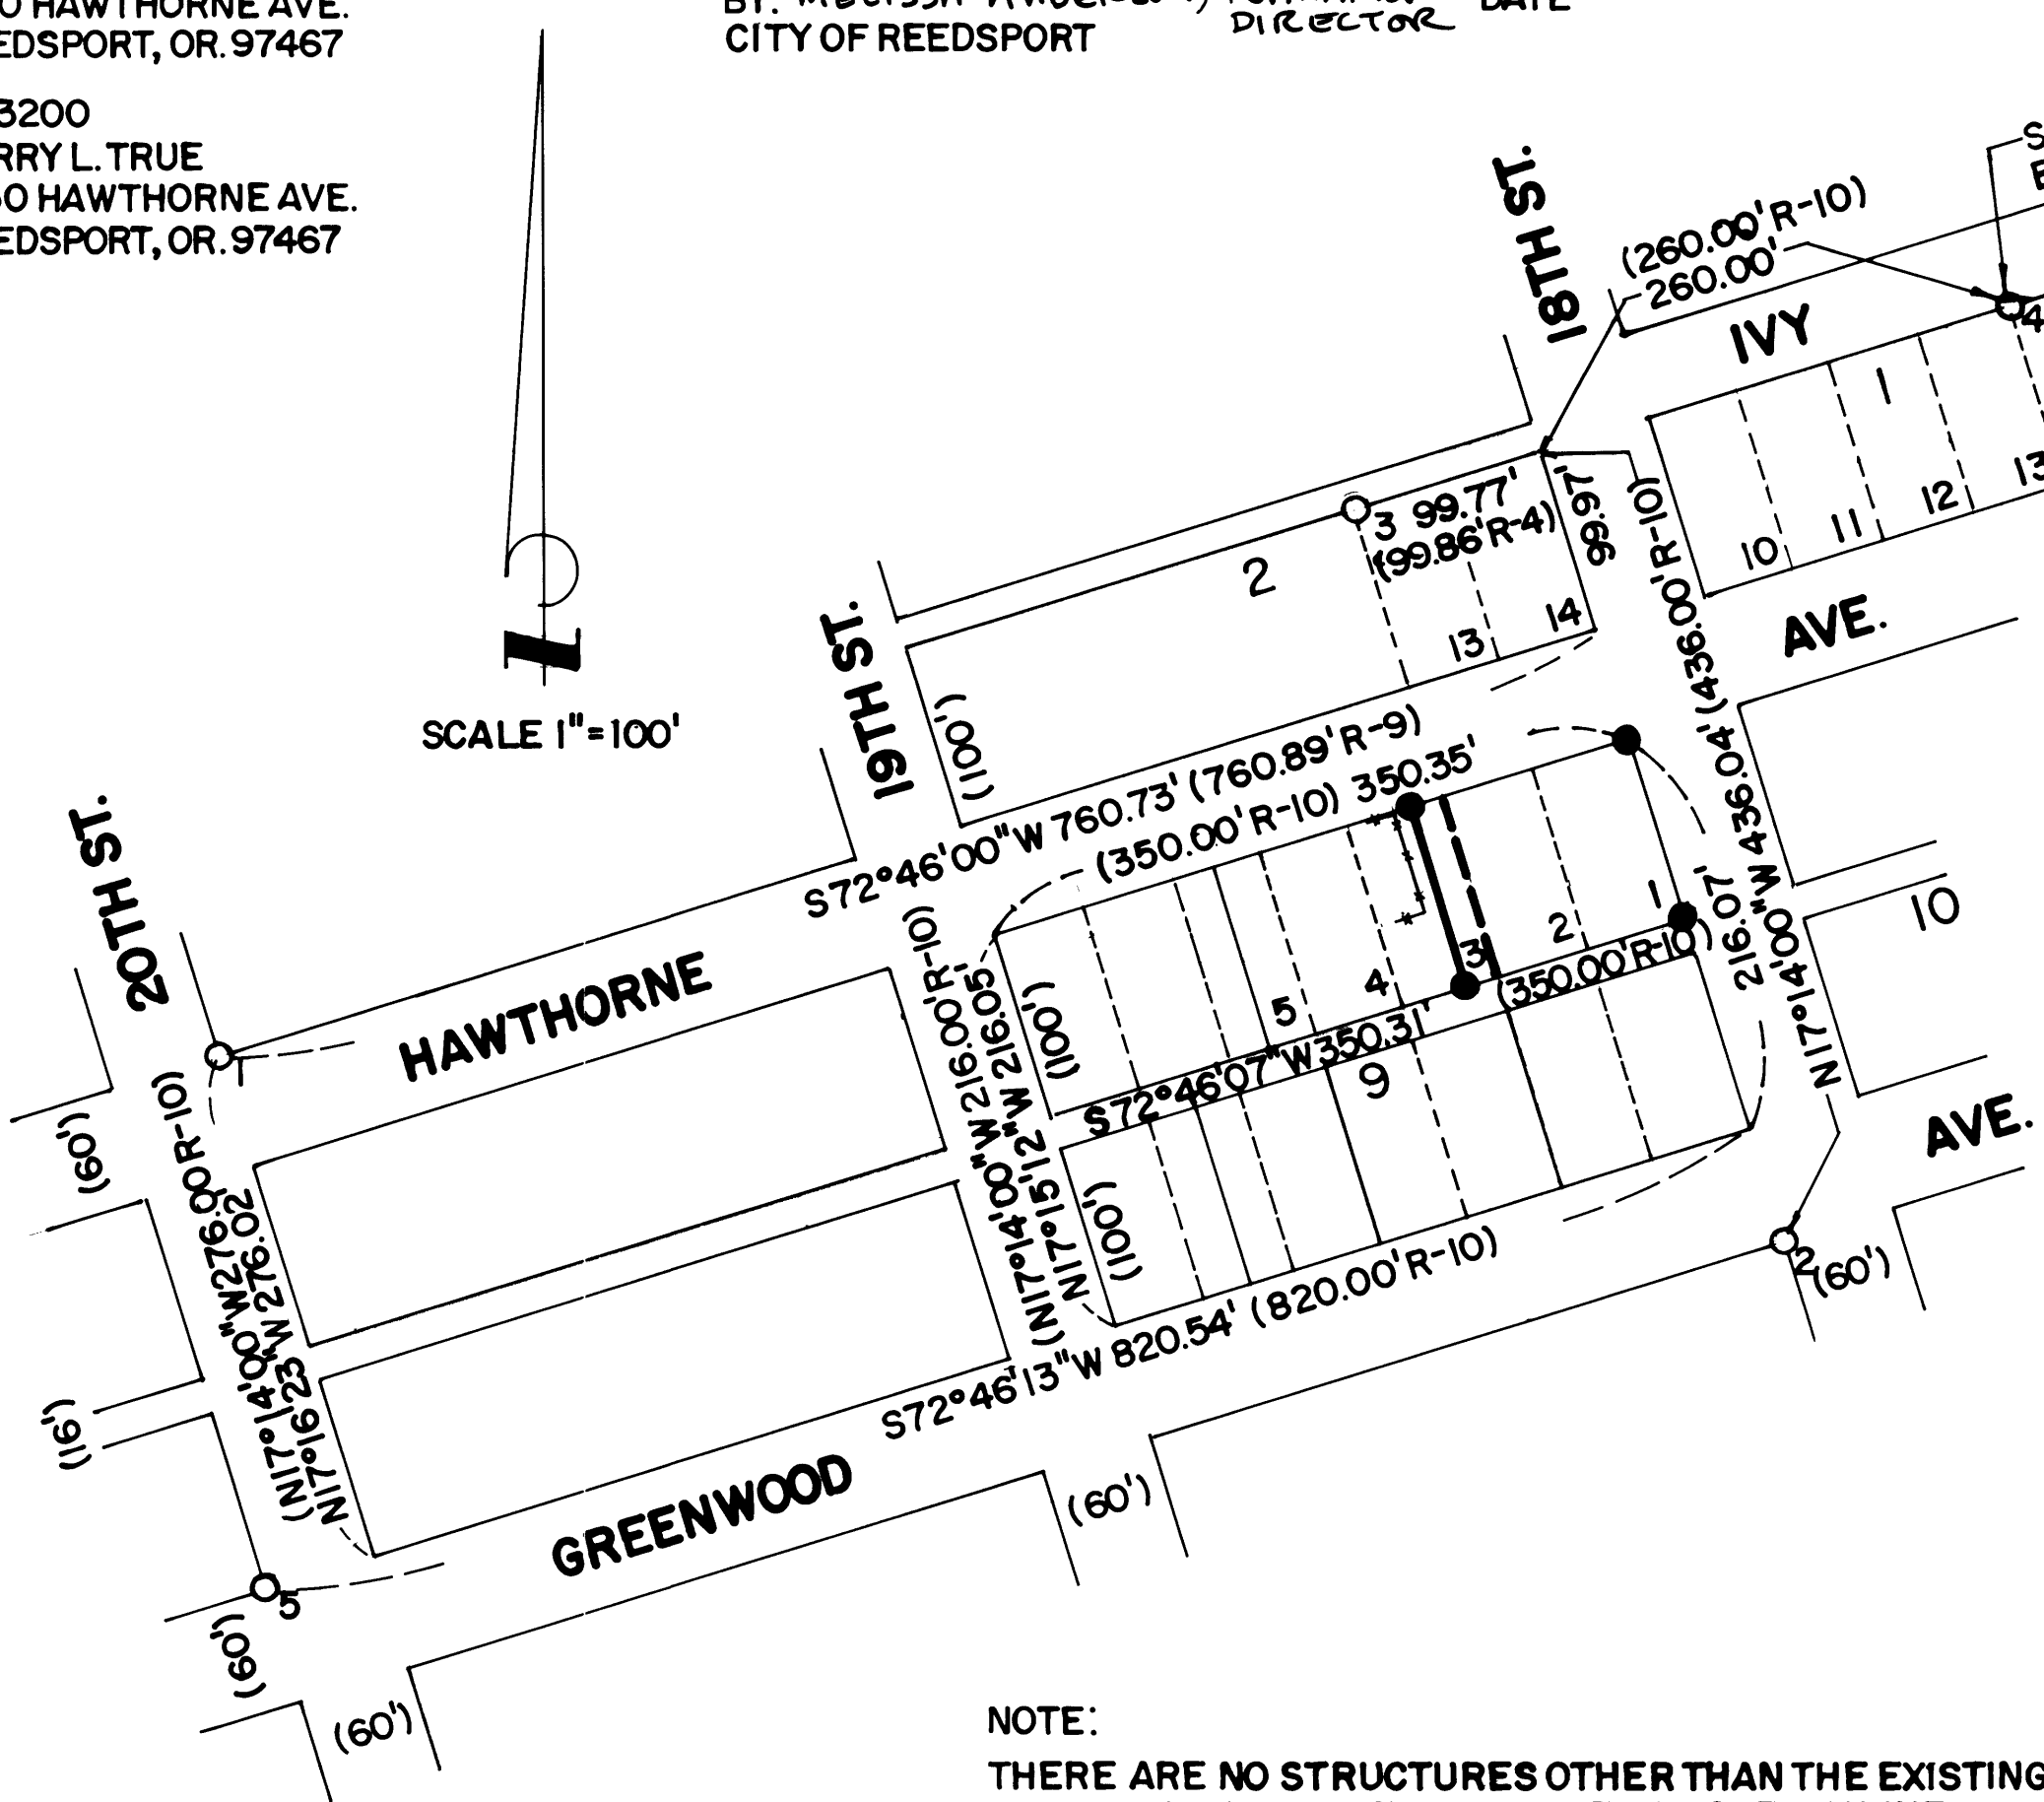 O HAWTHORNE AVE.
EDSPORT, OR. 97467
3200
RRY L. TRUE
50 HAWTHORNE AVE.
EDSPORT, OR. 97467
DIRECTOR
DATE
CITY OF REEDSPORT
SCALE 1"=100'
18TH ST.
(260.00' R-10)
260.00'
IVY
4
1
10
11
12
13
3 99.77'
(99.86' R-4)
99.97'
2
13
14
19TH ST.
(100')
AVE.
N17°14'00"W 436.04' (436.00' R-10)
216.07'
S72°46'00"W 760.73' (760.89' R-9)
(350.00' R-10) 350.35'
20TH ST.
HAWTHORNE
1
(60')
(N17°14'00"W 216.00' R-10)
N17°15'12"W 216.05'
(100')
5
4
3
2
1
10
(350.00' R-10)
S72°46'07"W 350.31'
9
(100')
AVE.
(N17°14'00"W 276.00 R-10)
N17°16'23"W 276.02
2
(60')
(16')
S72°46'13"W 820.54' (820.00' R-10)
GREENWOOD
(60')
5
(60')
(60')
NOTE:
THERE ARE NO STRUCTURES OTHER THAN THE EXISTING